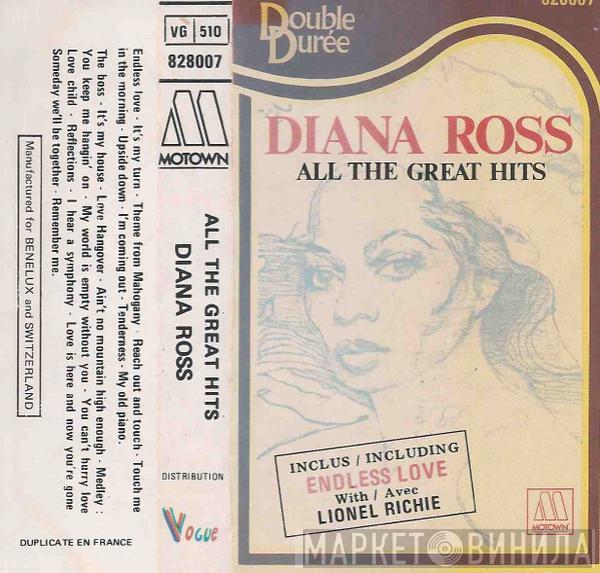 Endless love - It's my turn - Theme from Mahogany - Reach out and touch - Touch me
in the morning - Upside down - I'm coming out - Tenderness - My old piano.
The boss - It's my house - Love Hangover - Ain't no mountain high enough - Medley :
You keep me hangin' on - My world is empty without you - You can't hurry love
Love child - Reflections - I hear a symphony - Love is here and now you're gone
Someday we'll be together - Remember me.
Manufactured for BENELUX and SWITZERLAND
DUPLICATE EN FRANCE
VG 510
828007
MOTOWN
ALL THE GREAT HITS
DIANA ROSS
DISTRIBUTION
VOGUE
828007
Double
Durée
DIANA ROSS
ALL THE GREAT HITS
INCLUS / INCLUDING
ENDLESS LOVE
With / Avec
LIONEL RICHIE
MOTOWN
МАРКЕТ ВИНИЛА